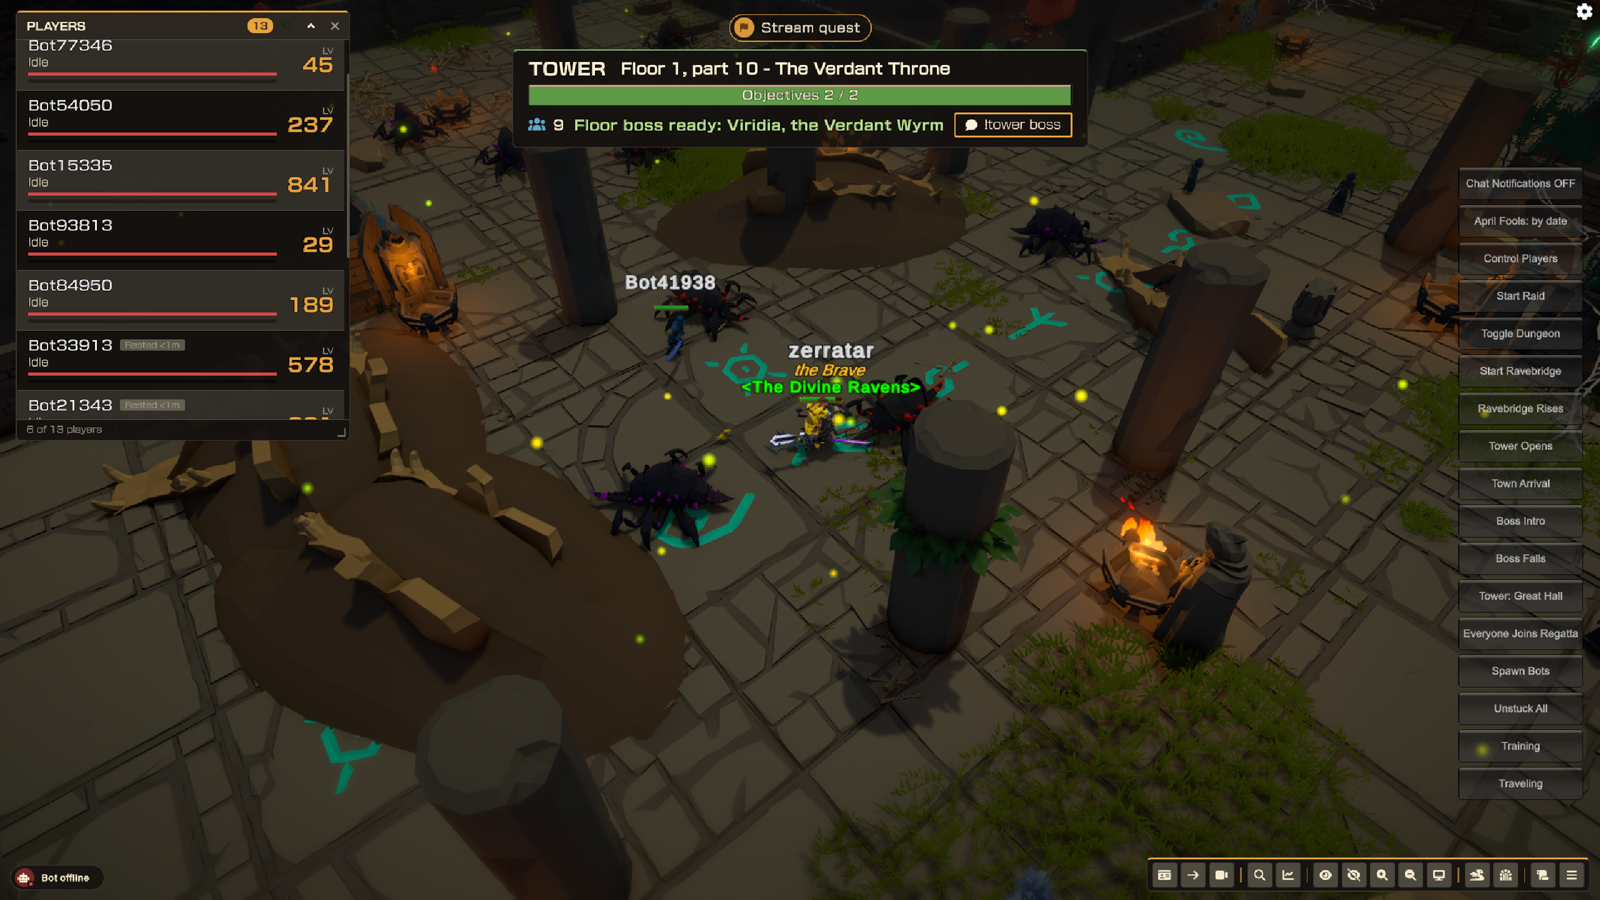 PLAYERS
13
Bot77346
Idle
LV
45
Bot54050
Idle
LV
237
Bot15335
Idle
LV
841
Bot93813
Idle
LV
29
Bot84950
Idle
LV
189
Bot33913 Rested <1m
Idle
LV
578
Bot21343 Rested <1m
LV
6 of 13 players
Stream quest
TOWER Floor 1, part 10 - The Verdant Throne
Objectives 2 / 2
9 Floor boss ready: Viridia, the Verdant Wyrm
!tower boss
Bot41938
zerratar
the Brave
<The Divine Ravens>
Chat Notifications OFF
April Fools: by date
Control Players
Start Raid
Toggle Dungeon
Start Ravebridge
Ravebridge Rises
Tower Opens
Town Arrival
Boss Intro
Boss Falls
Tower: Great Hall
Everyone Joins Regatta
Spawn Bots
Unstuck All
Training
Traveling
Bot offline